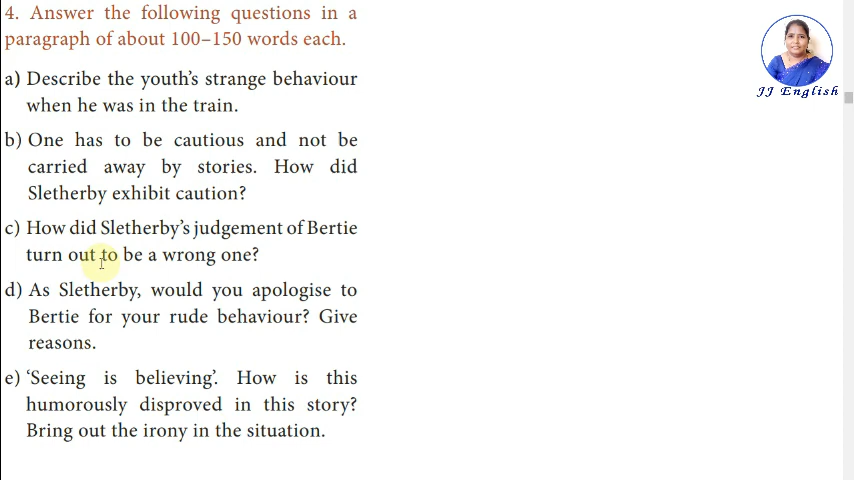 4. Answer the following questions in a
paragraph of about 100–150 words each.
a) Describe the youth's strange behaviour
when he was in the train.
b) One has to be cautious and not be
carried away by stories. How did
Sletherby exhibit caution?
c) How did Sletherby's judgement of Bertie
turn out to be a wrong one?
d) As Sletherby, would you apologise to
Bertie for your rude behaviour? Give
reasons.
e) ‘Seeing is believing’. How is this
humorously disproved in this story?
Bring out the irony in the situation.
JJ English